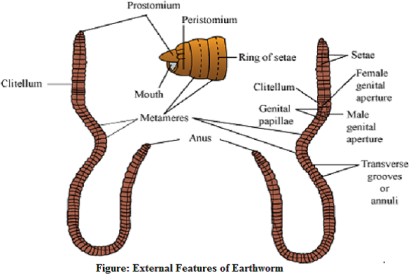 Prostomium
Peristomium
Ring of setae
Setae
Clitellum
Clitellum
Female
genital
aperture
Mouth
Genital
papillae
Male
genital
aperture
Metameres
Anus
Transverse
grooves
or
annuli
Figure: External Features of Earthworm